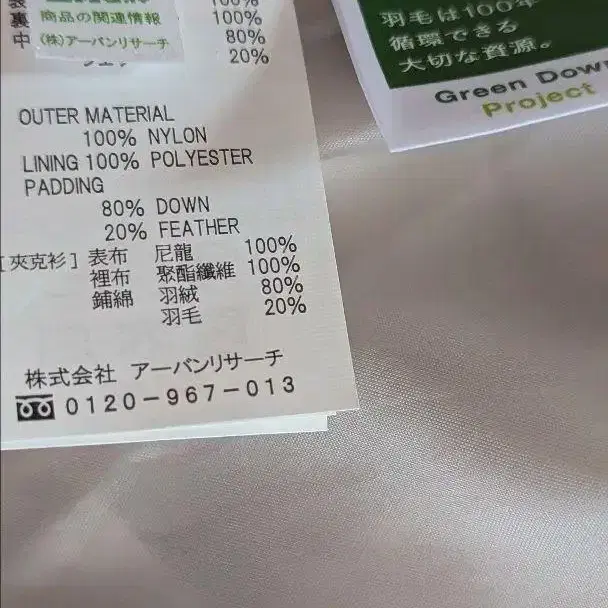 100%
裏 100%
商品の関連情報
中 80%
(株)アーバンリサーチ
20%
OUTER MATERIAL
100% NYLON
LINING 100% POLYESTER
PADDING
80% DOWN
20% FEATHER
[夾克衫] 表布 尼龍 100%
裡布 聚酯纖維 100%
鋪綿 羽絨 80%
羽毛 20%
株式会社 アーバンリサーチ
0120-967-013
羽毛は100年
循環できる
大切な資源。
Green Down
Project